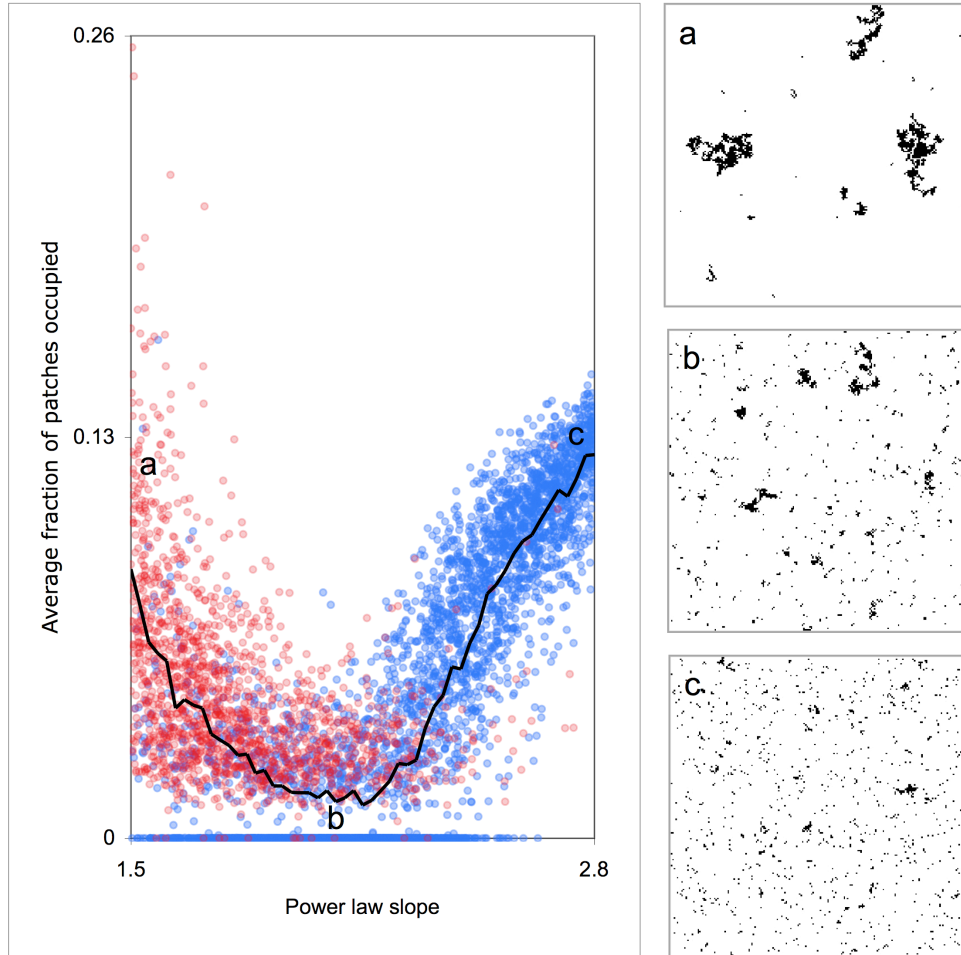 Average fraction of patches occupied
0.26
0.13
0
a
b
c
1.5
2.8
Power law slope
a
b
c